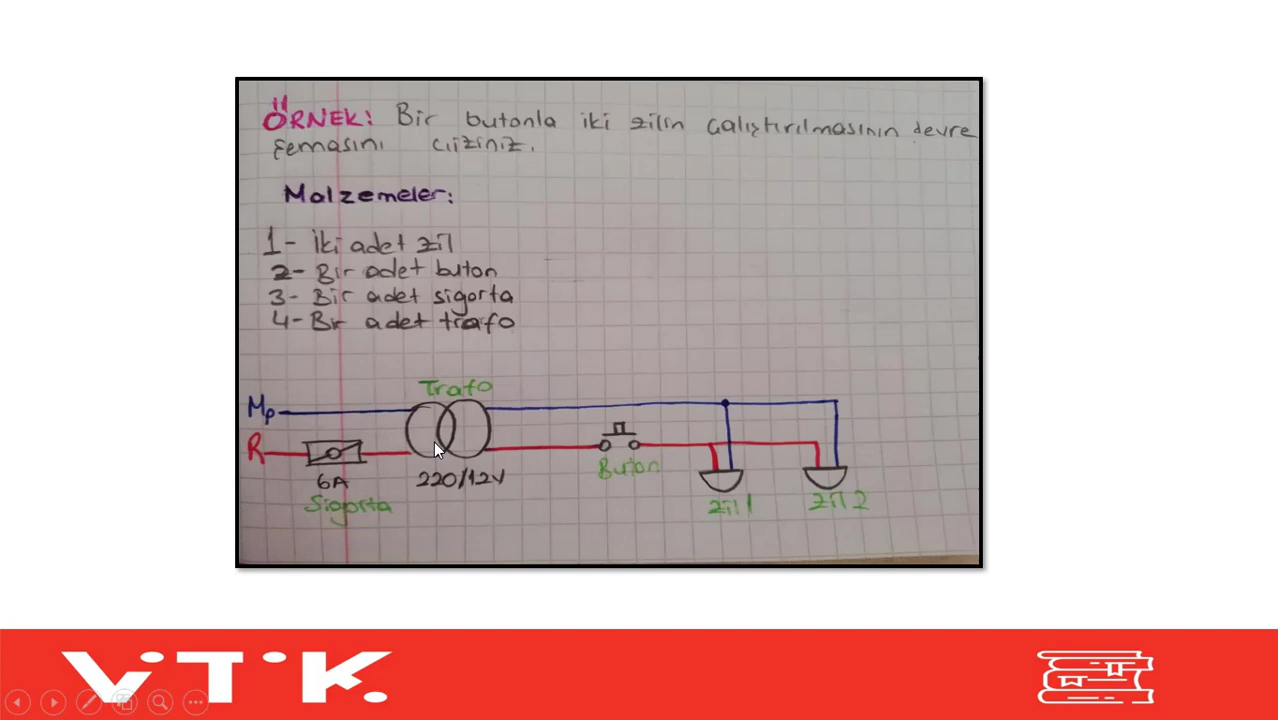 ÖRNEK: Bir butonla iki zilin çalıştırılmasının devre
şemasını çiziniz.
Malzemeler:
1- İki adet zil
2- Bir adet buton
3- Bir adet sigorta
4- Bir adet trafo
Trafo
Mp
R
Buton
6A
220/12V
Sigorta
Zil 1
Zil 2
VTK.